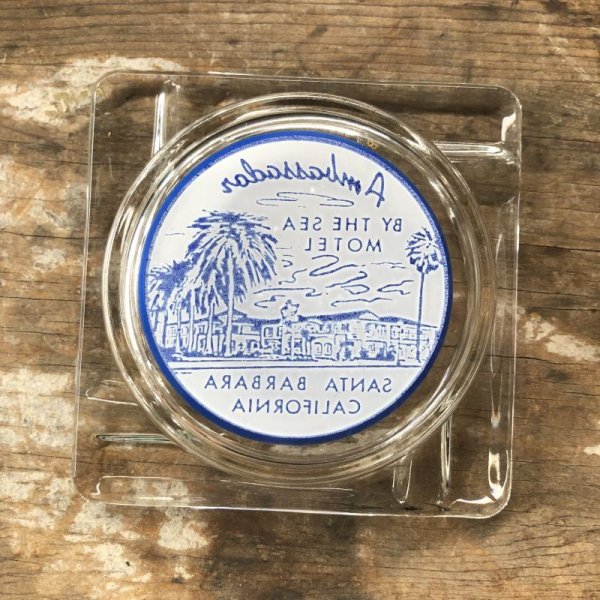 Ambassador
BY THE SEA
MOTEL
SANTA BARBARA
CALIFORNIA